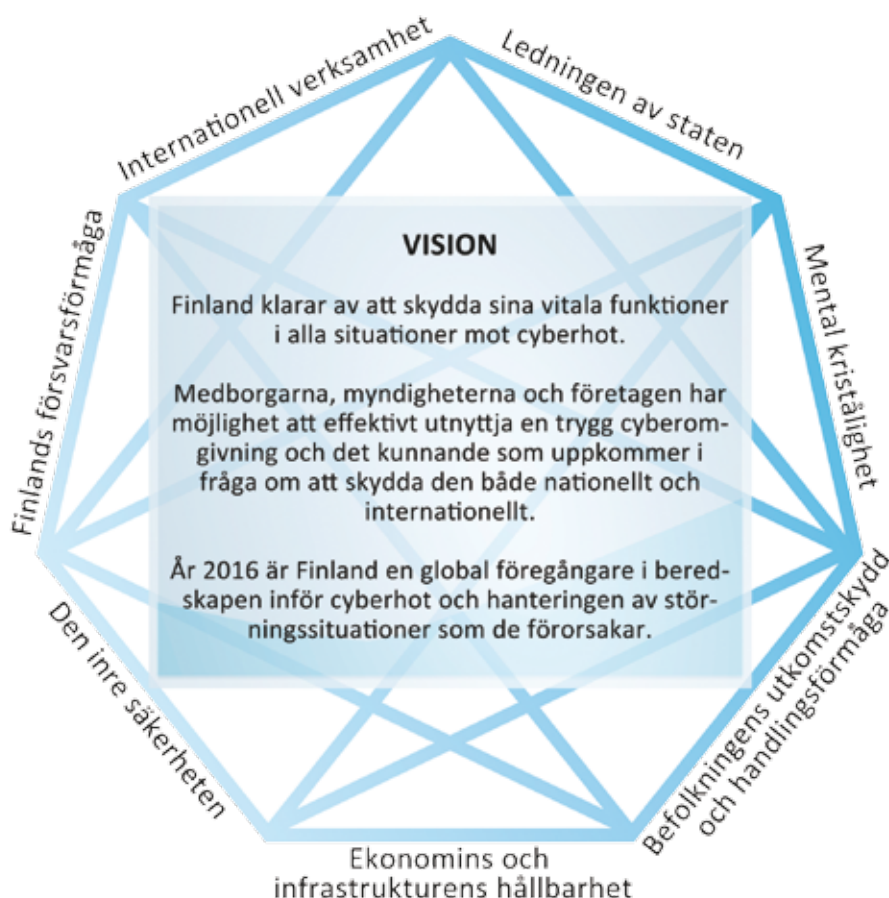 Internationell verksamhet
Ledningen av staten
Finlands försvarsförmåga
Mental kristålighet
VISION
Finland klarar av att skydda sina vitala funktioner
i alla situationer mot cyberhot.
Medborgarna, myndigheterna och företagen har
möjlighet att effektivt utnyttja en trygg cyberom-
givning och det kunnande som uppkommer i
fråga om att skydda den både nationellt och
internationellt.
År 2016 är Finland en global föregångare i bered-
skapen inför cyberhot och hanteringen av stör-
ningssituationer som de förorsakar.
Den inre säkerheten
Befolkningens utkomstskydd
och handlingsförmåga
Ekonomins och
infrastrukturens hållbarhet